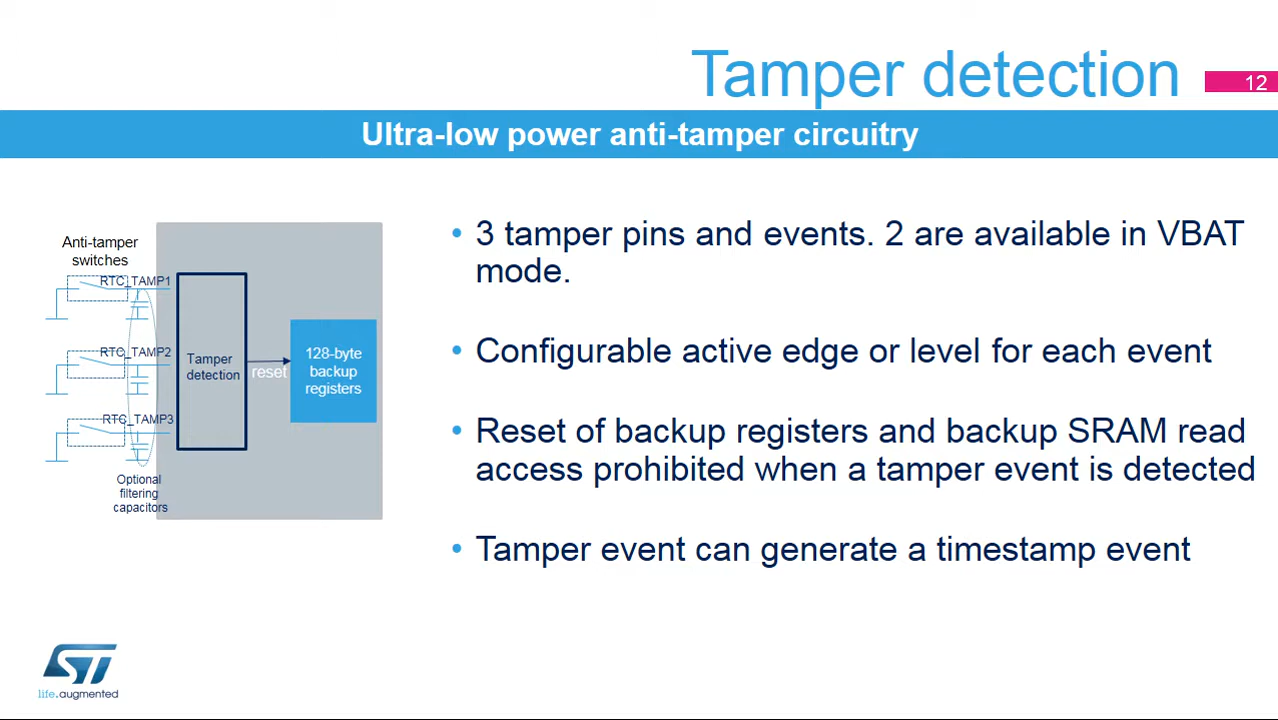 Tamper detection
12
Ultra-low power anti-tamper circuitry
Anti-tamper
switches
RTC_TAMP1
RTC_TAMP2
RTC_TAMP3
Tamper
detection
reset
128-byte
backup
registers
Optional
filtering
capacitors
• 3 tamper pins and events. 2 are available in VBAT
mode.
• Configurable active edge or level for each event
• Reset of backup registers and backup SRAM read
access prohibited when a tamper event is detected
• Tamper event can generate a timestamp event
ST
life.augmented